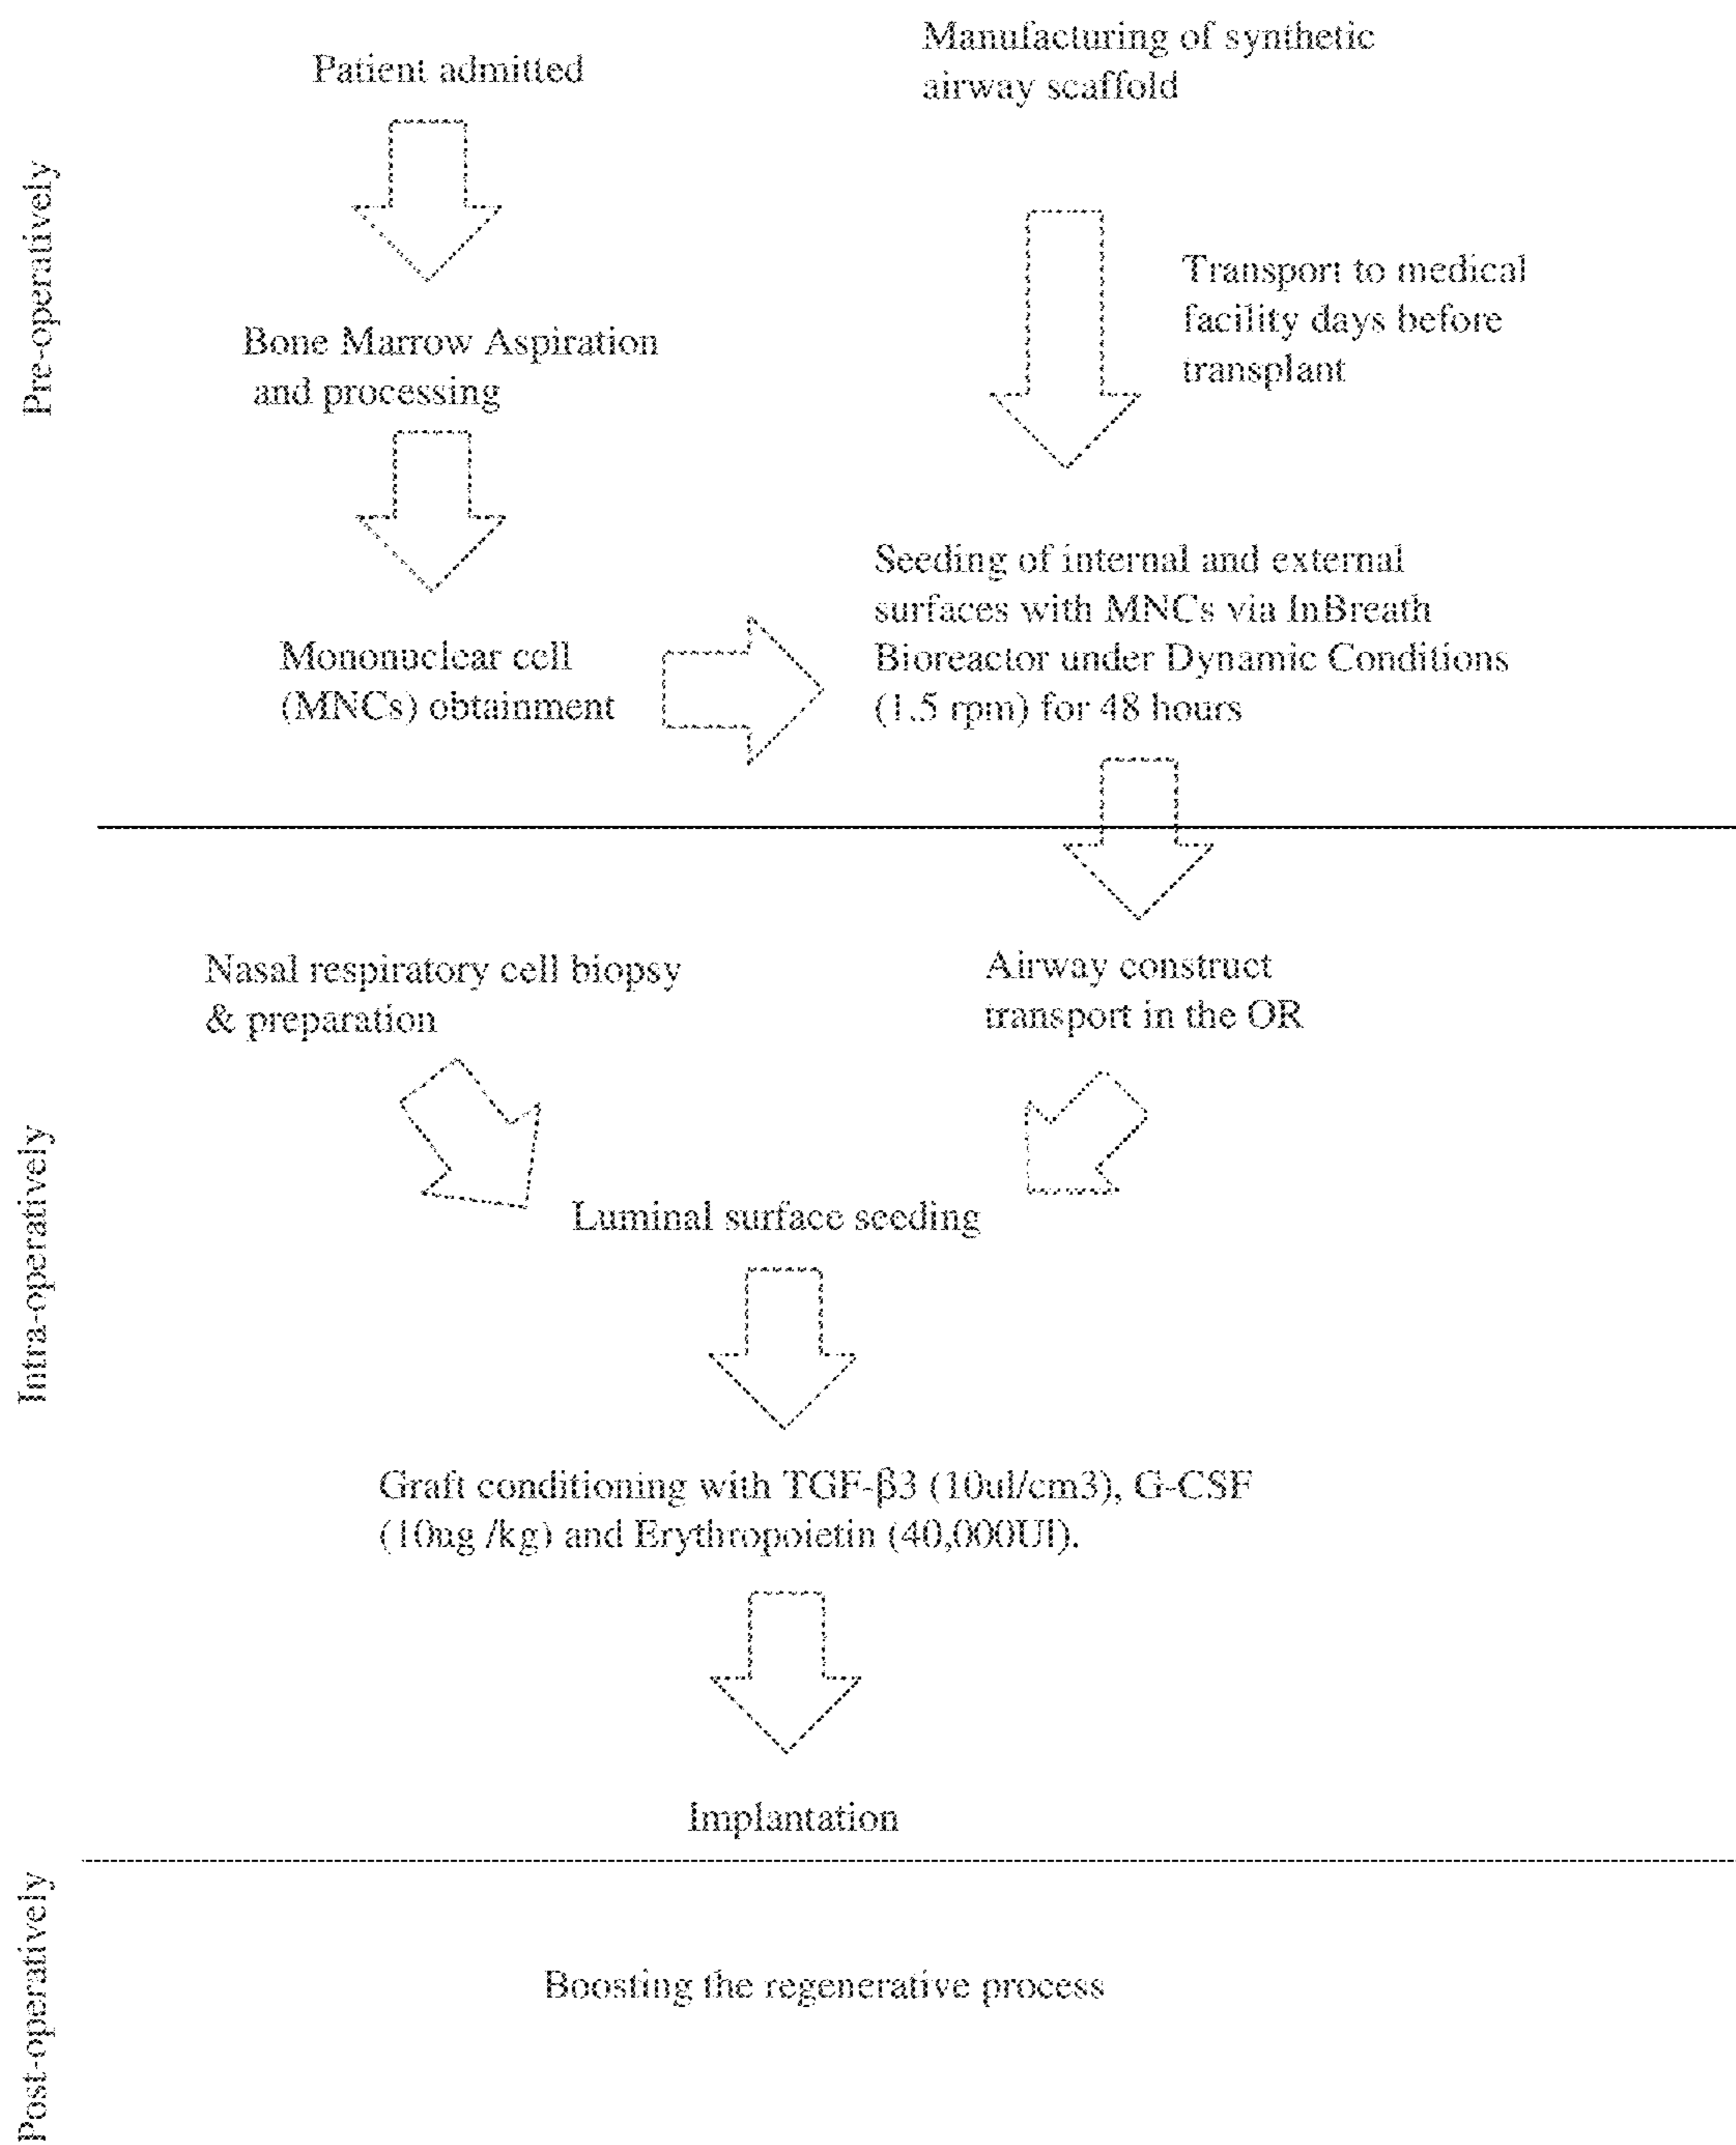 Pre-operatively
Patient admitted
Manufacturing of synthetic
airway scaffold
Transport to medical
facility days before
transplant
Bone Marrow Aspiration
and processing
Mononuclear cell
(MNCs) obtainment
Seeding of internal and external
surfaces with MNCs via InBreath
Bioreactor under Dynamic Conditions
(1.5 rpm) for 48 hours
Intra-operatively
Nasal respiratory cell biopsy
& preparation
Airway construct
transport in the OR
Luminal surface seeding
Graft conditioning with TGF-β3 (10ul/cm3), G-CSF
(10ug /kg) and Erythropoietin (40,000UI).
Implantation
Post-operatively
Boosting the regenerative process